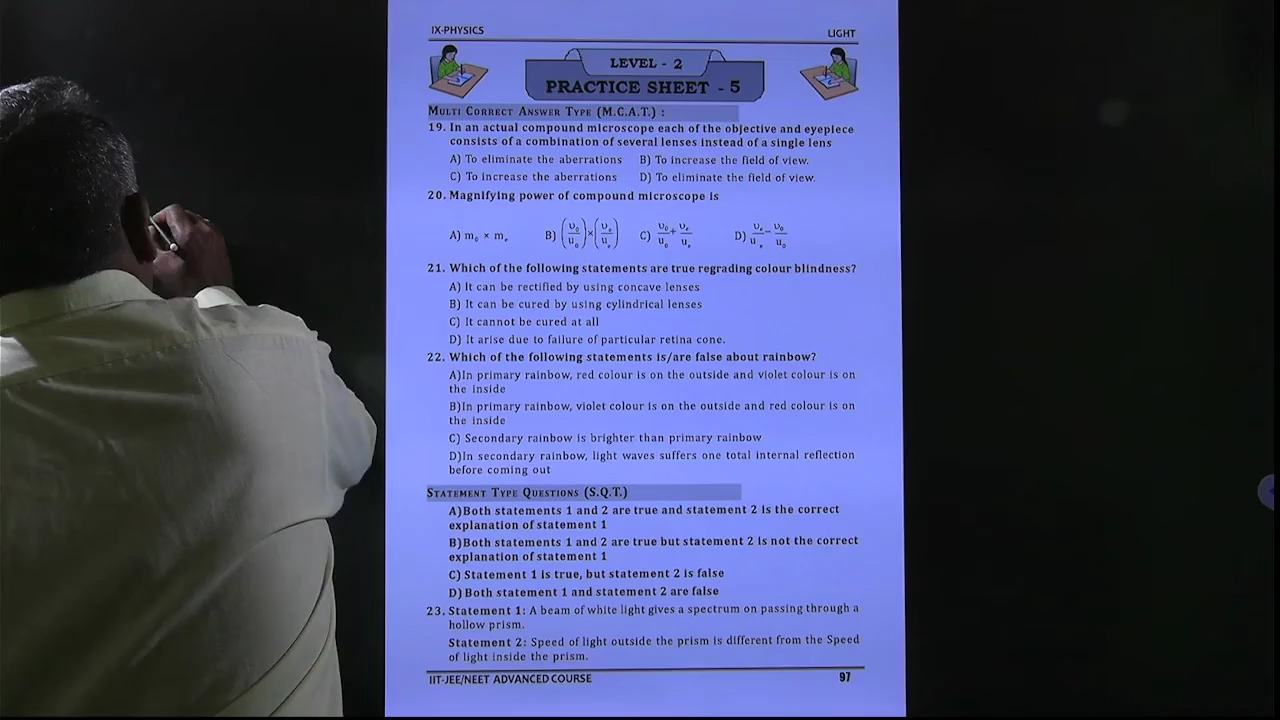 IX-PHYSICS
LIGHT
LEVEL - 2
PRACTICE SHEET - 5
MULTI CORRECT ANSWER TYPE (M.C.A.T.) :
19. In an actual compound microscope each of the objective and eyepiece
consists of a combination of several lenses instead of a single lens
A) To eliminate the aberrations B) To increase the field of view.
C) To increase the aberrations D) To eliminate the field of view.
20. Magnifying power of compound microscope is
A) m₀ × mₑ B) (υ₀/u₀)×(υₑ/uₑ) C) υ₀/u₀ + υₑ/uₑ D) υₑ/uₑ − υ₀/u₀
21. Which of the following statements are true regrading colour blindness?
A) It can be rectified by using concave lenses
B) It can be cured by using cylindrical lenses
C) It cannot be cured at all
D) It arise due to failure of particular retina cone.
22. Which of the following statements is/are false about rainbow?
A)In primary rainbow, red colour is on the outside and violet colour is on
the inside
B)In primary rainbow, violet colour is on the outside and red colour is on
the inside
C) Secondary rainbow is brighter than primary rainbow
D)In secondary rainbow, light waves suffers one total internal reflection
before coming out
STATEMENT TYPE QUESTIONS (S.Q.T.)
A)Both statements 1 and 2 are true and statement 2 is the correct
explanation of statement 1
B)Both statements 1 and 2 are true but statement 2 is not the correct
explanation of statement 1
C) Statement 1 is true, but statement 2 is false
D) Both statement 1 and statement 2 are false
23. Statement 1: A beam of white light gives a spectrum on passing through a
hollow prism.
Statement 2: Speed of light outside the prism is different from the Speed
of light inside the prism.
IIT-JEE/NEET ADVANCED COURSE
97